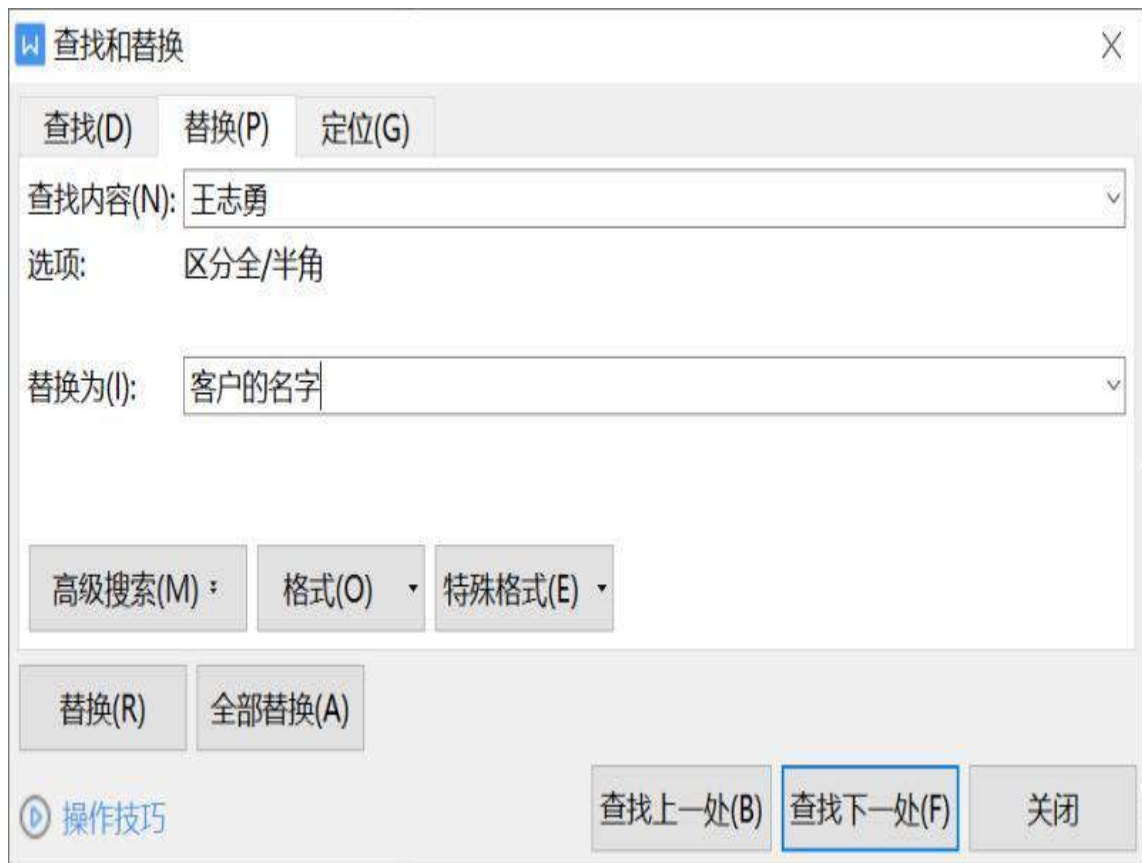 查找和替换
查找(D) 替换(P) 定位(G)
查找内容(N): 王志勇
选项: 区分全/半角
替换为(I): 客户的名字
高级搜索(M) 格式(O) 特殊格式(E)
替换(R) 全部替换(A)
查找上一处(B) 查找下一处(F) 关闭
操作技巧